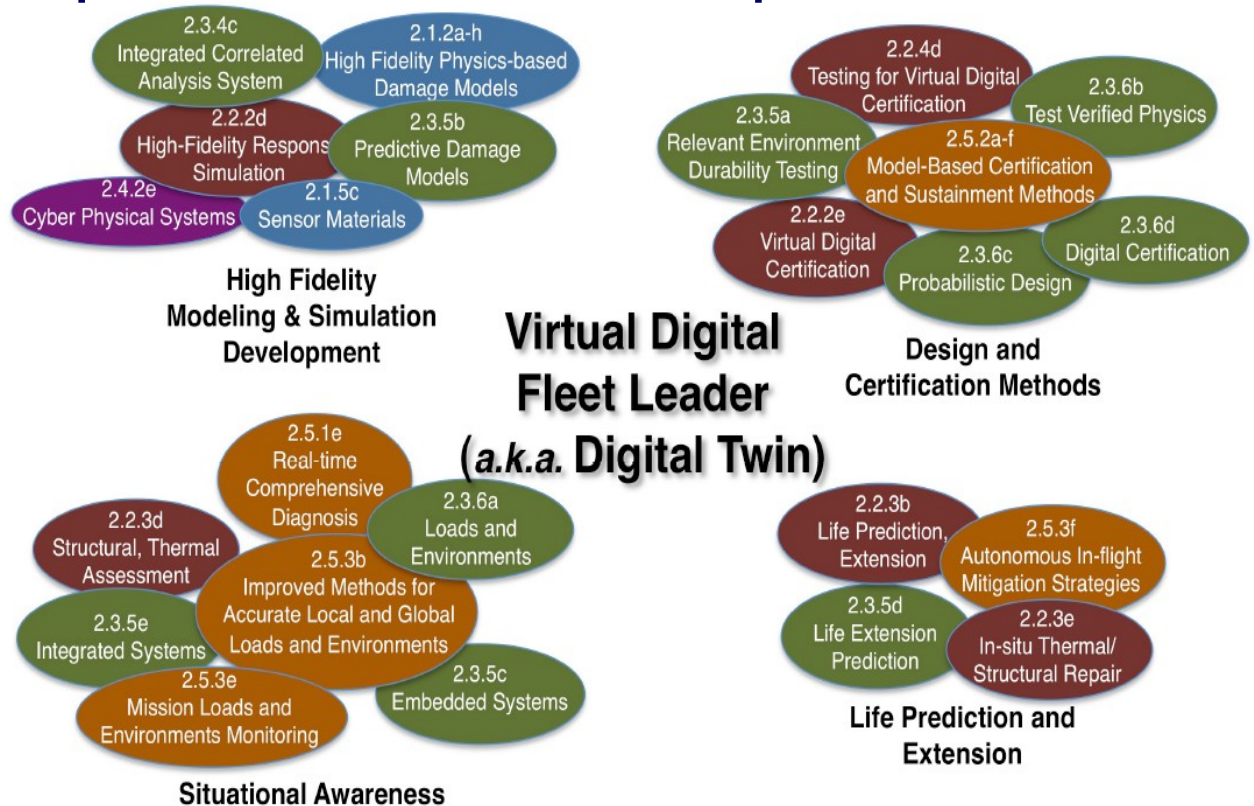 2.3.4c
Integrated Correlated
Analysis System
2.1.2a-h
High Fidelity Physics-based
Damage Models
2.2.2d
High-Fidelity Respons
Simulation
2.3.5b
Predictive Damage
Models
2.4.2e
Cyber Physical Systems
2.1.5c
Sensor Materials
High Fidelity
Modeling & Simulation
Development
2.2.4d
Testing for Virtual Digital
Certification
2.3.6b
Test Verified Physics
2.3.5a
Relevant Environment
Durability Testing
2.5.2a-f
Model-Based Certification
and Sustainment Methods
2.2.2e
Virtual Digital
Certification
2.3.6c
Probabilistic Design
2.3.6d
Digital Certification
Design and
Certification Methods
Virtual Digital
Fleet Leader
(a.k.a. Digital Twin)
2.5.1e
Real-time
Comprehensive
Diagnosis
2.3.6a
Loads and
Environments
2.2.3d
Structural, Thermal
Assessment
2.5.3b
Improved Methods for
Accurate Local and Global
Loads and Environments
2.3.5e
Integrated Systems
2.5.3e
Mission Loads and
Environments Monitoring
2.3.5c
Embedded Systems
Situational Awareness
2.2.3b
Life Prediction,
Extension
2.5.3f
Autonomous In-flight
Mitigation Strategies
2.3.5d
Life Extension
Prediction
2.2.3e
In-situ Thermal/
Structural Repair
Life Prediction and
Extension